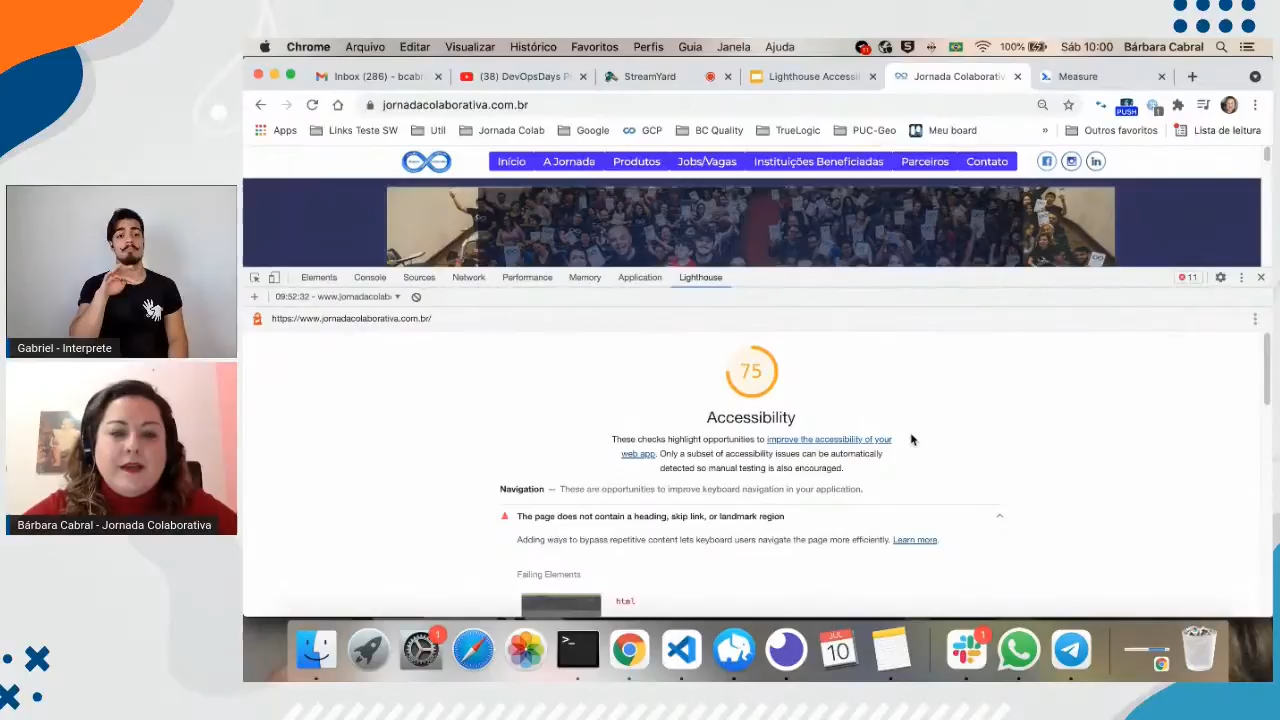 Chrome Arquivo Editar Visualizar Histórico Favoritos Perfis Guia Janela Ajuda 100% Sáb 10:00 Bárbara Cabral
Inbox (286) - bcabr
(38) DevOpsDays P
StreamYard
Lighthouse Accessi
Jornada Colaborativ
Measure
jornadacolaborativa.com.br
PUSH
1
Apps Links Teste SW Util Jornada Colab Google GCP BC Quality TrueLogic PUC-Geo Meu board » Outros favoritos Lista de leitura
Início A Jornada Produtos Jobs/Vagas Instituições Beneficiadas Parceiros Contato
Elements Console Sources Network Performance Memory Application Lighthouse 11
09:52:32 - www.jornadacolab
https://www.jornadacolaborativa.com.br/
75
Accessibility
These checks highlight opportunities to improve the accessibility of your
web app. Only a subset of accessibility issues can be automatically
detected so manual testing is also encouraged.
Navigation — These are opportunities to improve keyboard navigation in your application.
The page does not contain a heading, skip link, or landmark region
Adding ways to bypass repetitive content lets keyboard users navigate the page more efficiently. Learn more.
Failing Elements
html
1
JUL
10
1
Gabriel - Interprete
Bárbara Cabral - Jornada Colaborativa